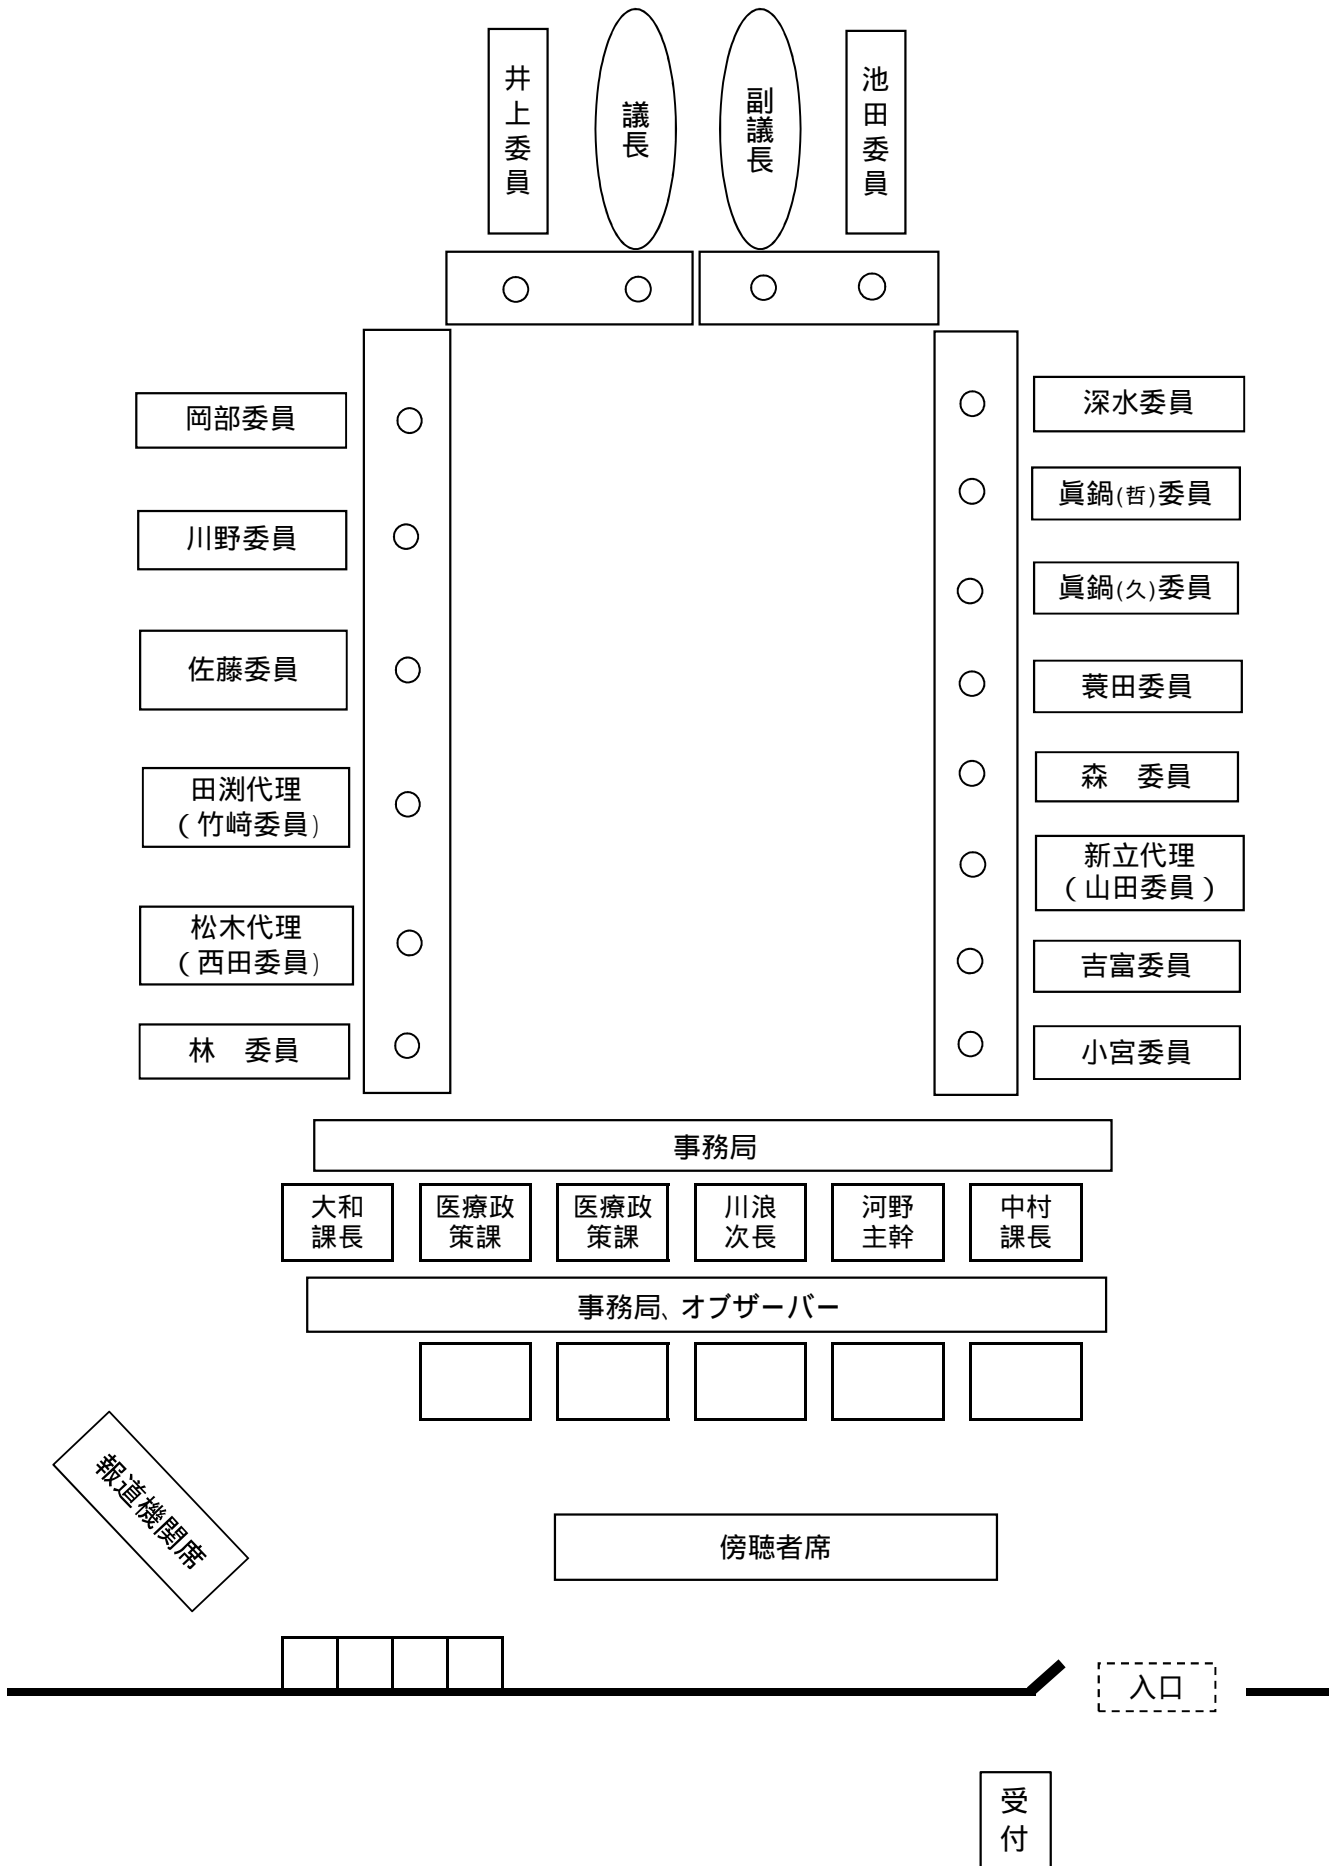 井上委員
議長
副議長
池田委員
岡部委員
川野委員
佐藤委員
田渕代理
（竹﨑委員）
松木代理
（西田委員）
林　委員
深水委員
眞鍋(哲)委員
眞鍋(久)委員
蓑田委員
森　委員
新立代理
（山田委員）
吉富委員
小宮委員
事務局
大和
課長
医療政
策課
医療政
策課
川浪
次長
河野
主幹
中村
課長
事務局、オブザーバー
報道機関席
傍聴者席
入口
受付